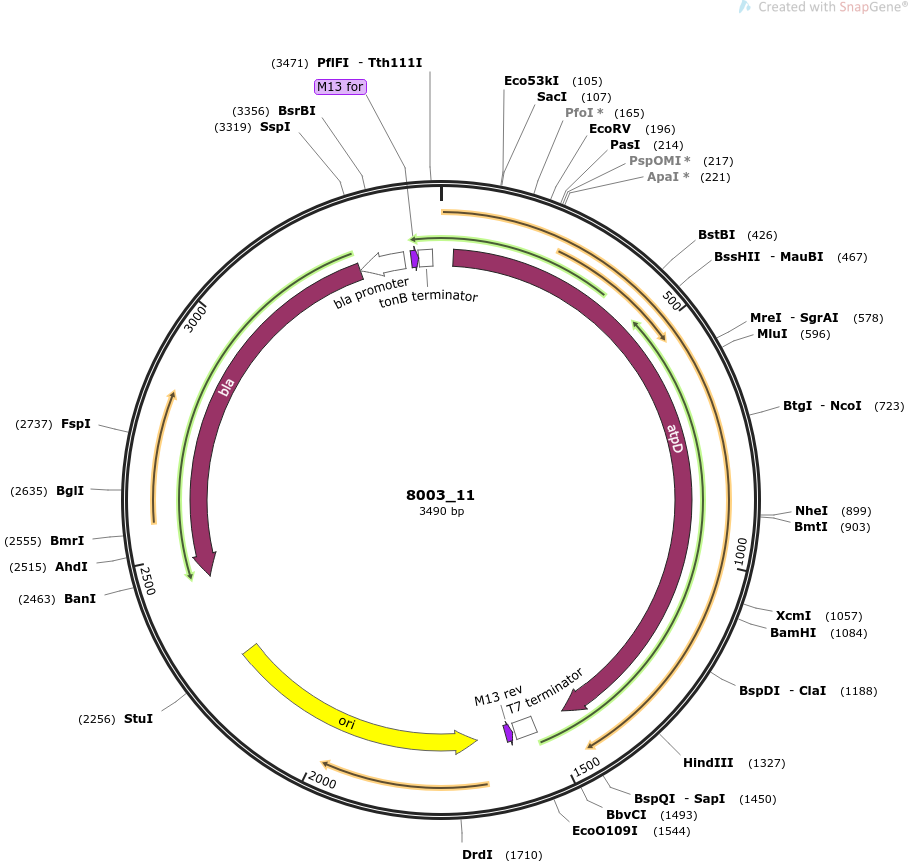 Created with SnapGene®
(3471) PflFI - Tth111I
M13 for
(3356) BsrBI
(3319) SspI
Eco53kI (105)
SacI (107)
PfoI * (165)
EcoRV (196)
PasI (214)
PspOMI * (217)
ApaI * (221)
BstBI (426)
BssHII - MauBI (467)
500
MreI - SgrAI (578)
MluI (596)
BtgI - NcoI (723)
bla promoter
tonB terminator
3000
bla
atpD
(2737) FspI
(2635) BglI
(2555) BmrI
(2515) AhdI
(2463) BanI
2500
8003_11
3490 bp
NheI (899)
BmtI (903)
1000
XcmI (1057)
BamHI (1084)
BspDI - ClaI (1188)
(2256) StuI
M13 rev
T7 terminator
ori
HindIII (1327)
1500
2000
BspQI - SapI (1450)
BbvCI (1493)
EcoO109I (1544)
DrdI (1710)